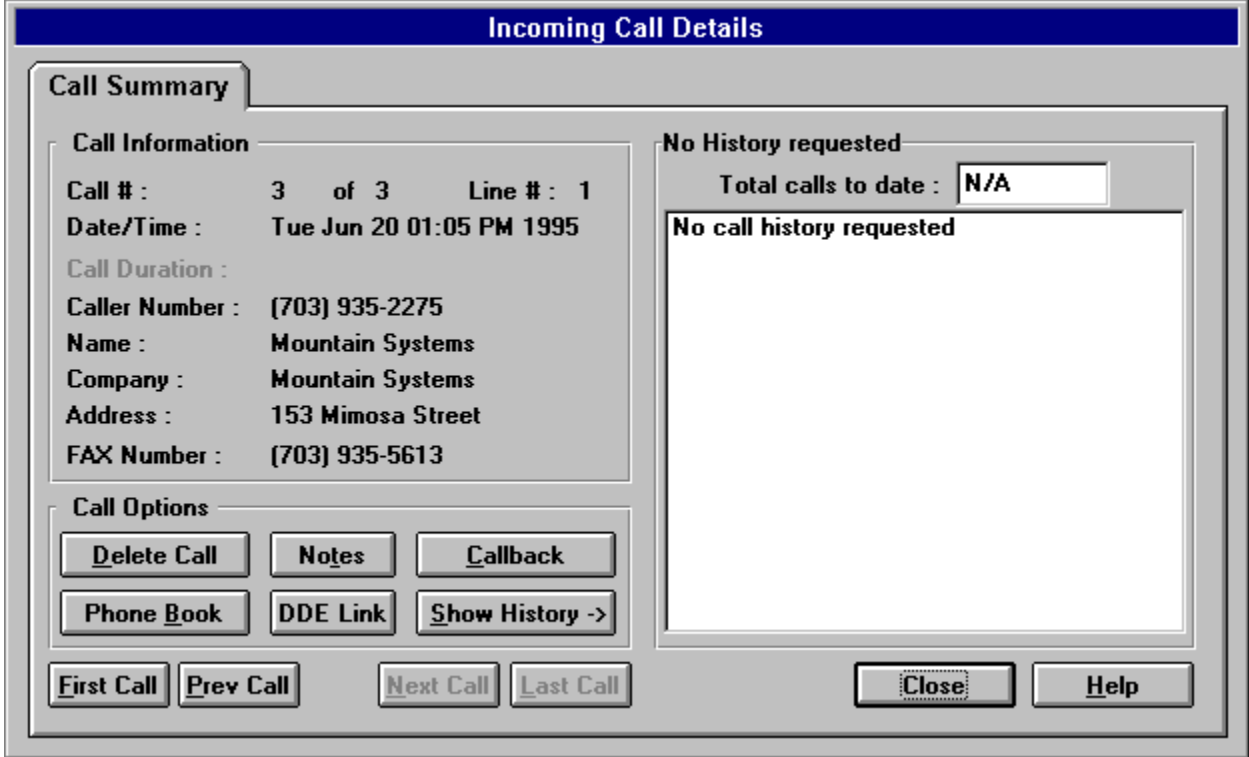 Incoming Call Details
Call Summary
Call Information
Call # : 3 of 3 Line # : 1
Date/Time : Tue Jun 20 01:05 PM 1995
Call Duration :
Caller Number : (703) 935-2275
Name : Mountain Systems
Company : Mountain Systems
Address : 153 Mimosa Street
FAX Number : (703) 935-5613
Call Options
Delete Call Notes Callback
Phone Book DDE Link Show History ->
First Call Prev Call Next Call Last Call
No History requested
Total calls to date : N/A
No call history requested
Close Help